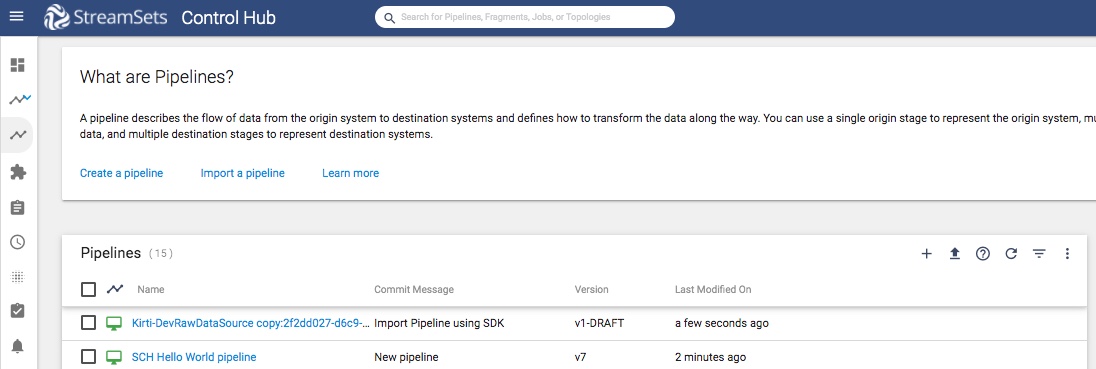 StreamSets Control Hub
Search for Pipelines, Fragments, Jobs, or Topologies
What are Pipelines?
A pipeline describes the flow of data from the origin system to destination systems and defines how to transform the data along the way. You can use a single origin stage to represent the origin system, mu
data, and multiple destination stages to represent destination systems.
Create a pipeline Import a pipeline Learn more
Pipelines (15)
Name Commit Message Version Last Modified On
Kirti-DevRawDataSource copy:2f2dd027-d6c9-... Import Pipeline using SDK v1-DRAFT a few seconds ago
SCH Hello World pipeline New pipeline v7 2 minutes ago